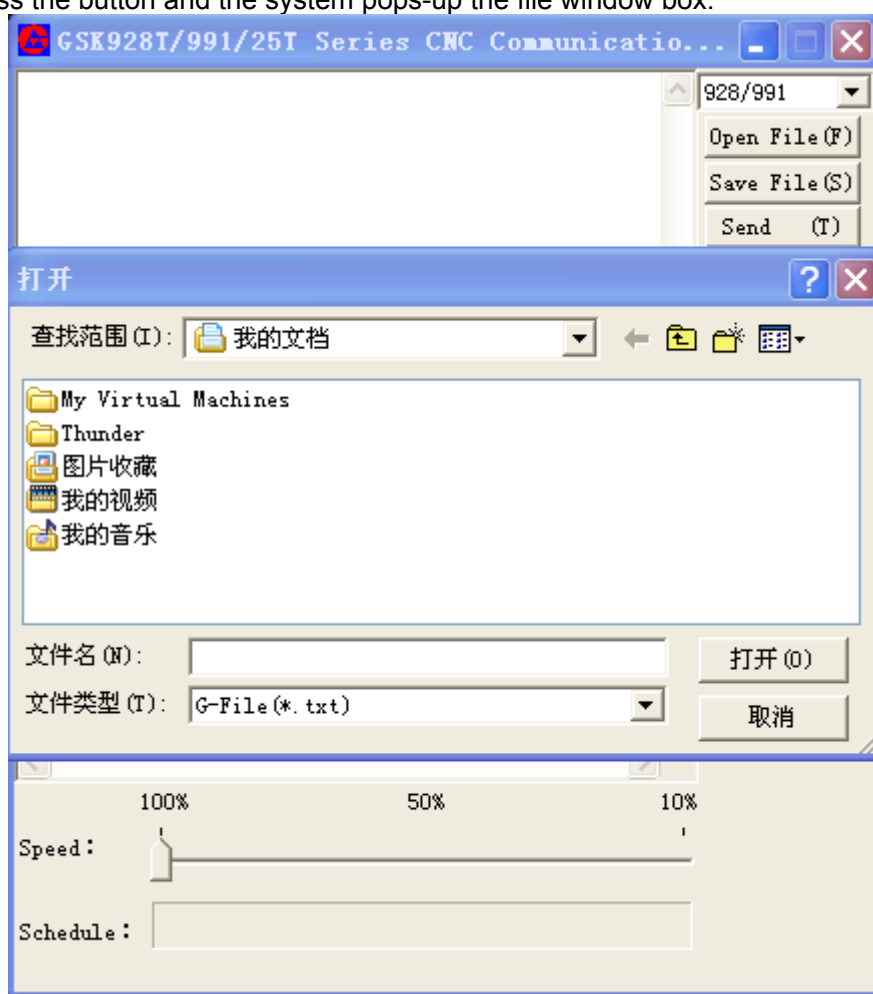 ss the button and the system pops-up the file window box.
GSK928T/991/25T Series CNC Communicatio...
928/991
Open File(F)
Save File(S)
Send (T)
打开
查找范围(I): 我的文档
My Virtual Machines
Thunder
图片收藏
我的视频
我的音乐
文件名(N):
打开(O)
文件类型(T): G-File(*.txt)
取消
100% 50% 10%
Speed:
Schedule: